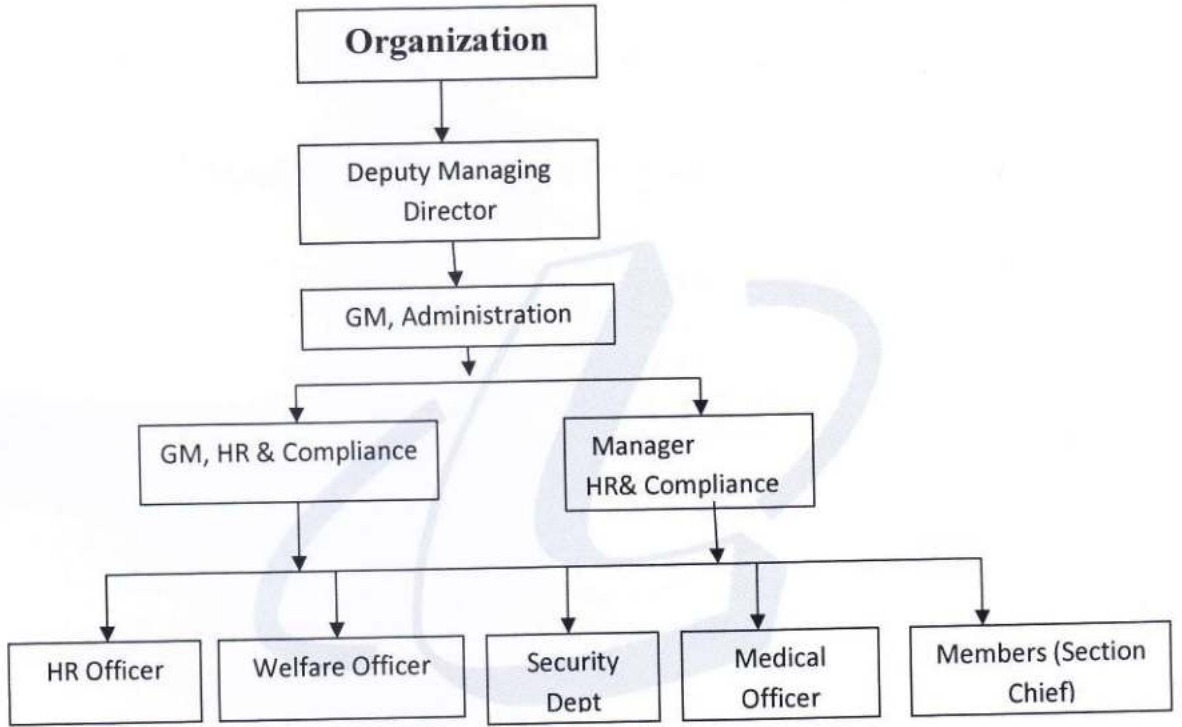 Organization
Deputy Managing
Director
GM, Administration
GM, HR & Compliance
Manager
HR& Compliance
HR Officer
Welfare Officer
Security
Dept
Medical
Officer
Members (Section
Chief)